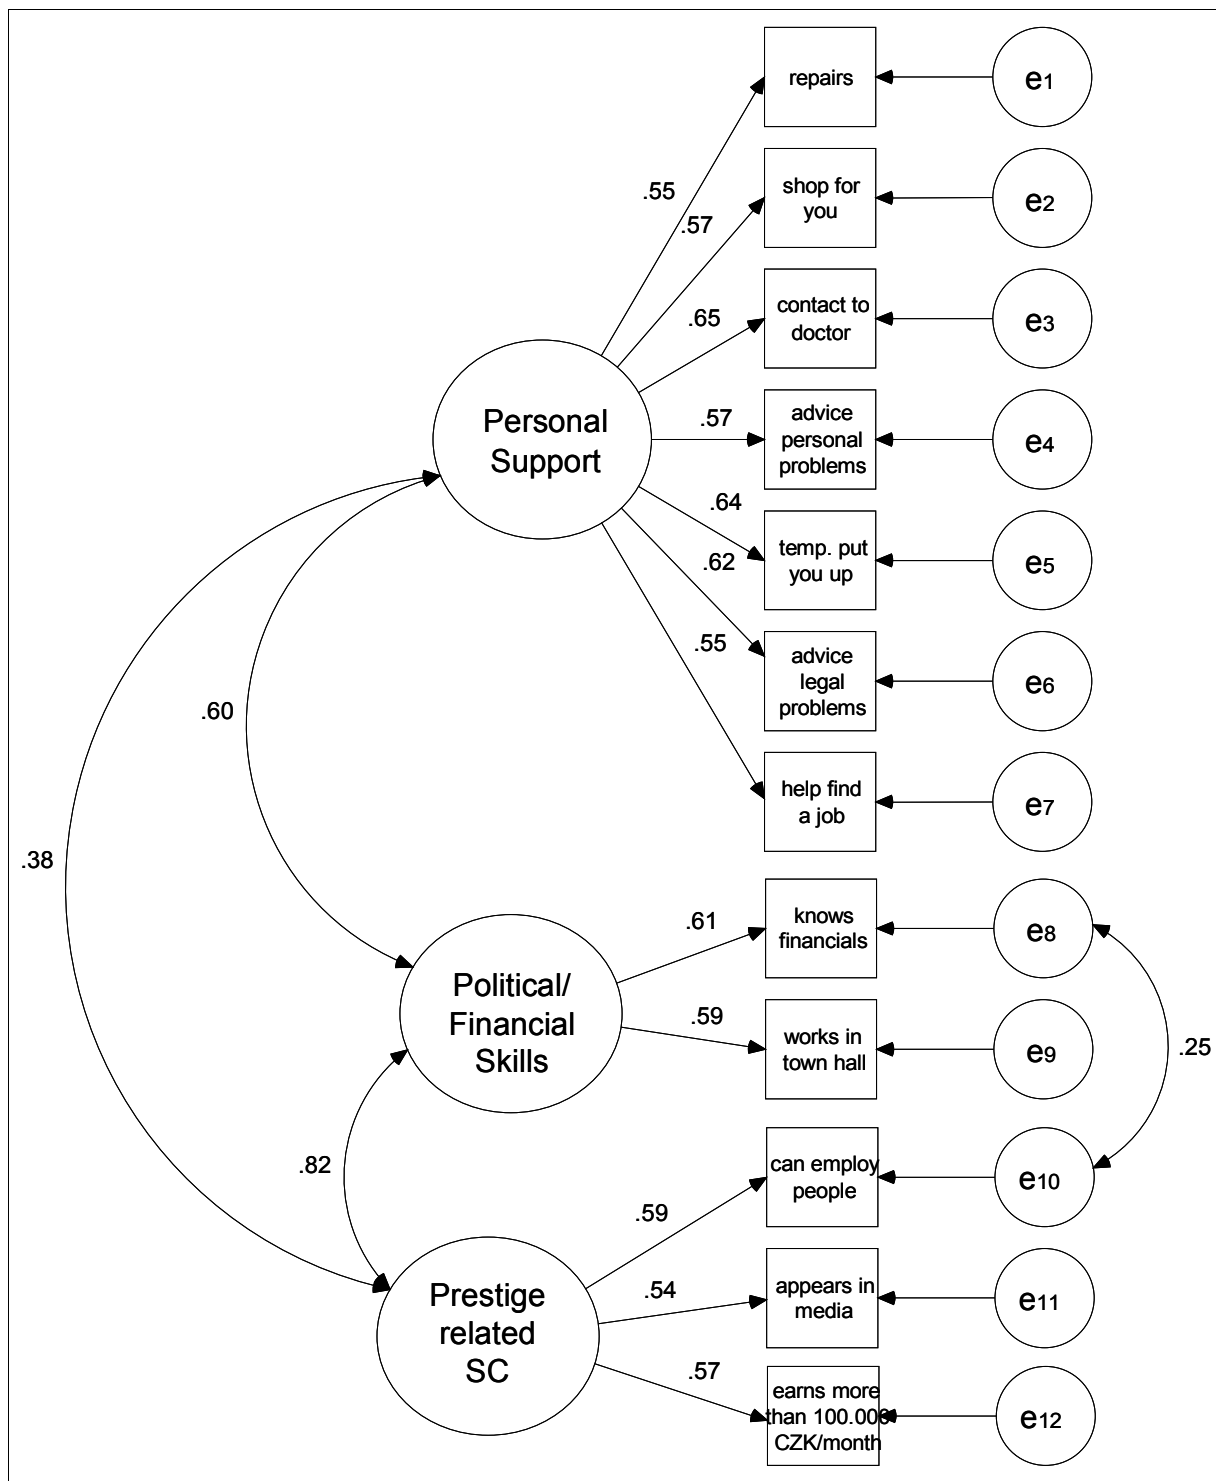 repairs
e1
.55
shop for
you
e2
.57
contact to
doctor
e3
.65
Personal
Support
.57
advice
personal
problems
e4
.64
temp. put
you up
e5
.62
advice
legal
problems
e6
.55
help find
a job
e7
.60
.38
Political/
Financial
Skills
.61
knows
financials
e8
.59
works in
town hall
e9
.25
.82
can employ
people
e10
.59
Prestige
related
SC
.54
appears in
media
e11
.57
earns more
than 100.000
CZK/month
e12